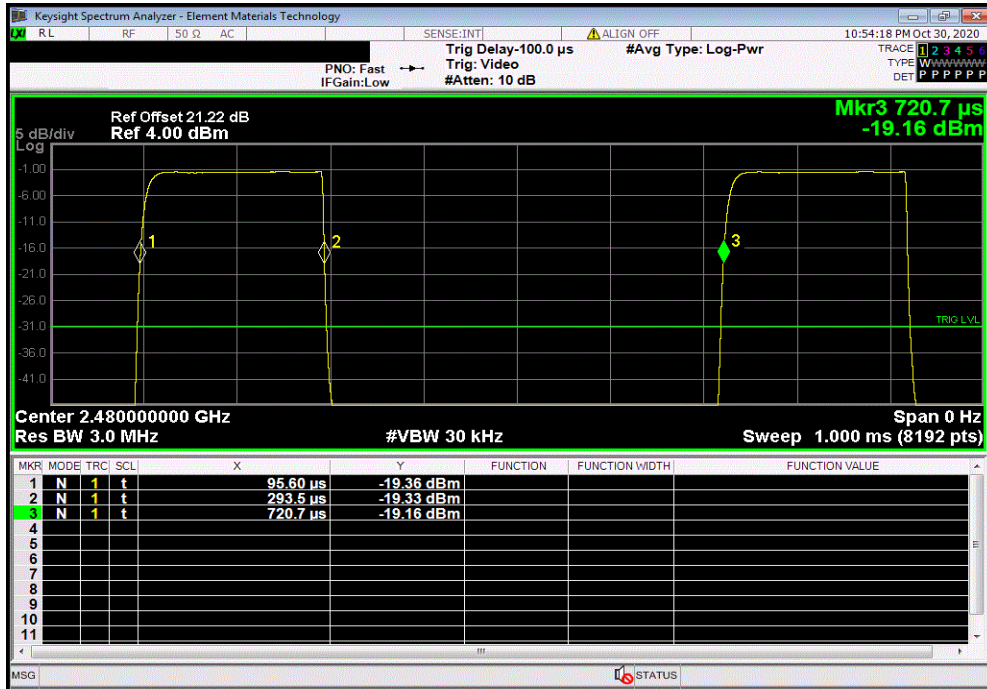 Keysight Spectrum Analyzer - Element Materials Technology
LXI RL RF 50 Ω AC SENSE:INT ALIGN OFF 10:54:18 PM Oct 30, 2020
Trig Delay-100.0 µs #Avg Type: Log-Pwr TRACE 1 2 3 4 5 6
PNO: Fast Trig: Video TYPE WWWWWW
IFGain:Low #Atten: 10 dB DET P P P P P P
Mkr3 720.7 µs
-19.16 dBm
Ref Offset 21.22 dB
5 dB/div Ref 4.00 dBm
Log
-1.00
-6.00
-11.0
1 2 3
-16.0
-21.0
-26.0
-31.0 TRIG LVL
-36.0
-41.0
Center 2.480000000 GHz Span 0 Hz
Res BW 3.0 MHz #VBW 30 kHz Sweep 1.000 ms (8192 pts)
MKR MODE TRC SCL X Y FUNCTION FUNCTION WIDTH FUNCTION VALUE
1 N 1 t 95.60 µs -19.36 dBm
2 N 1 t 293.5 µs -19.33 dBm
3 N 1 t 720.7 µs -19.16 dBm
4
5
6
7
8
9
10
11
MSG STATUS